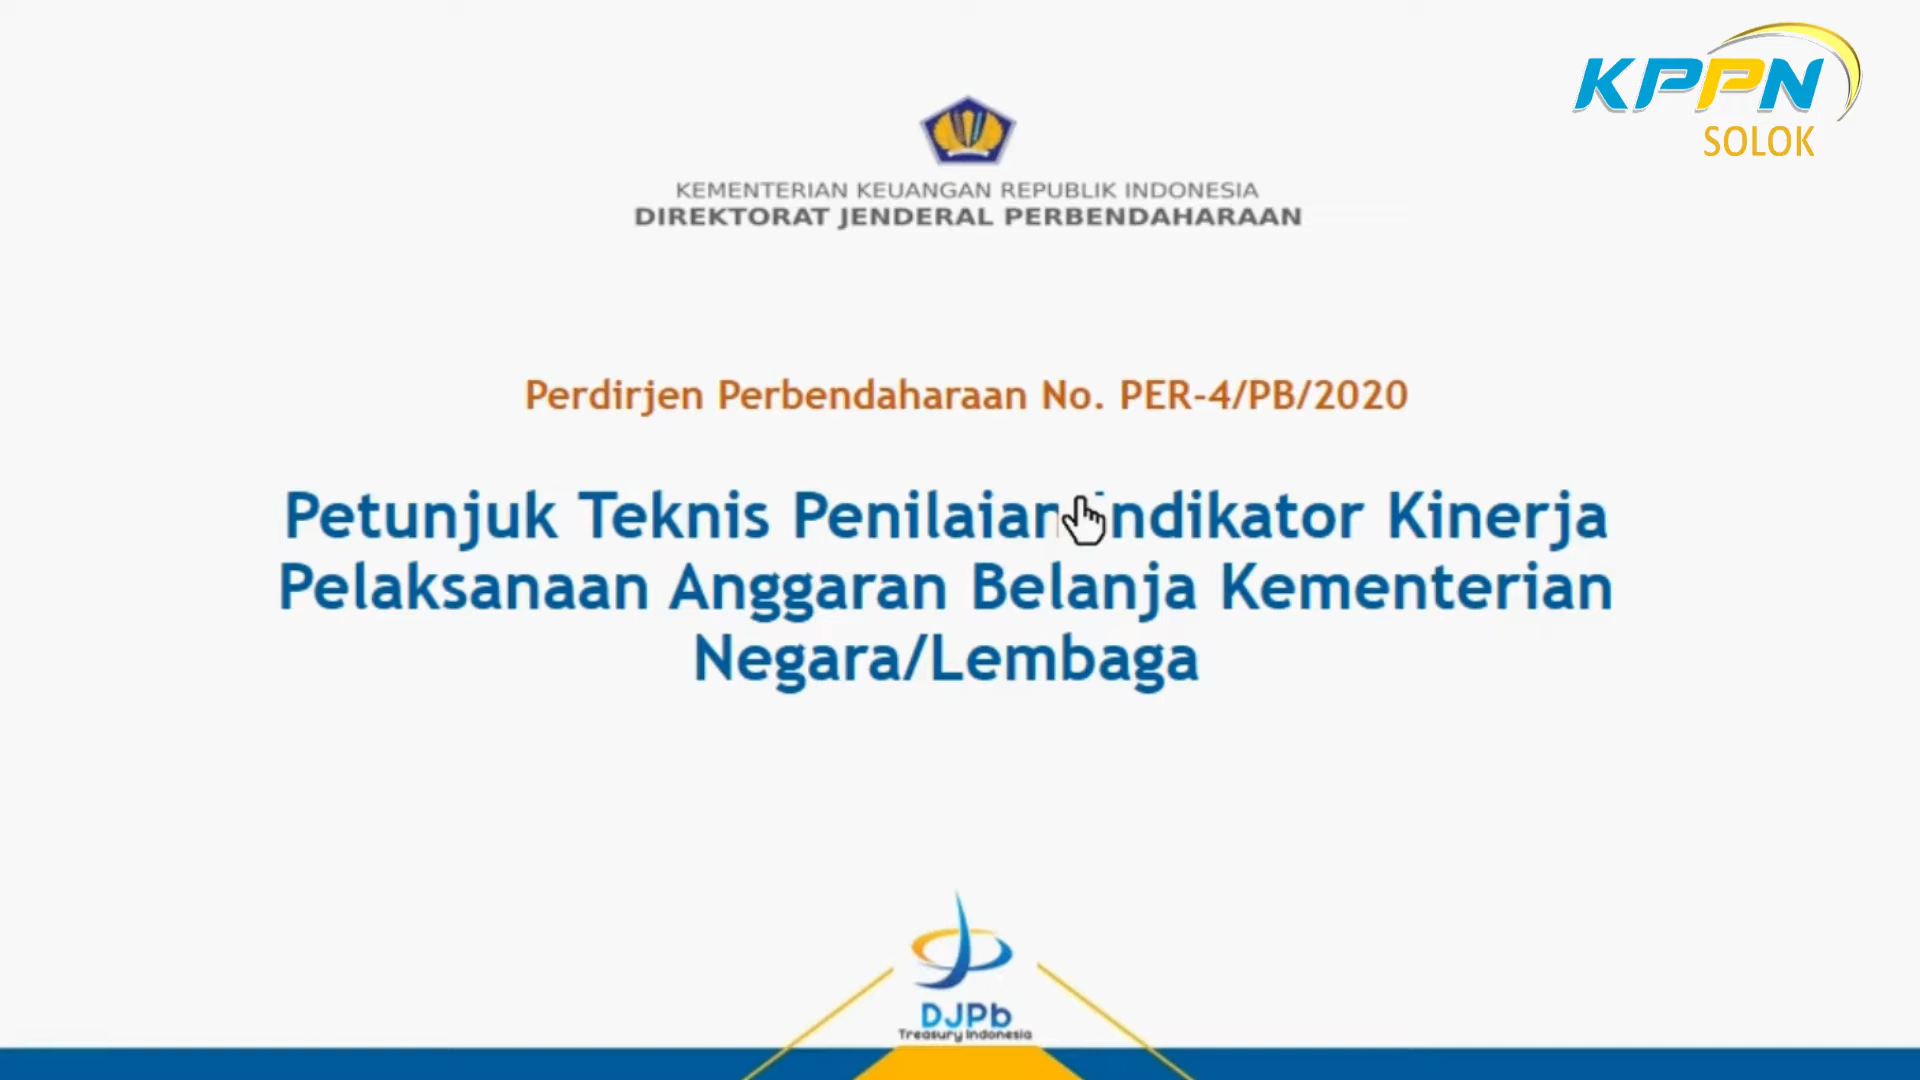 KPPN
SOLOK
KEMENTERIAN KEUANGAN REPUBLIK INDONESIA
DIREKTORAT JENDERAL PERBENDAHARAAN
Perdirjen Perbendaharaan No. PER-4/PB/2020
Petunjuk Teknis Penilaian Indikator Kinerja
Pelaksanaan Anggaran Belanja Kementerian
Negara/Lembaga
DJPb
Treasury Indonesia